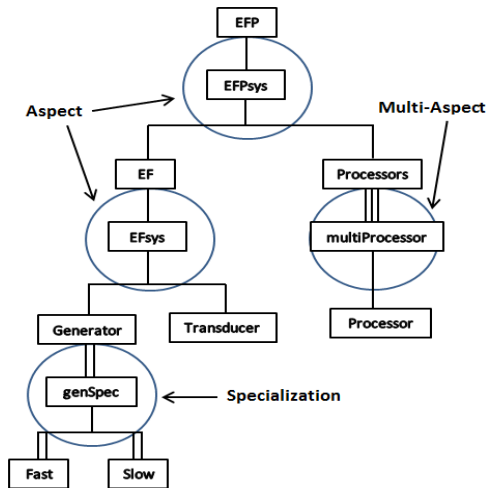 EFP
EFPsys
Aspect
Multi-Aspect
EF
Processors
EFsys
multiProcessor
Generator
Transducer
Processor
genSpec
Specialization
Fast
Slow